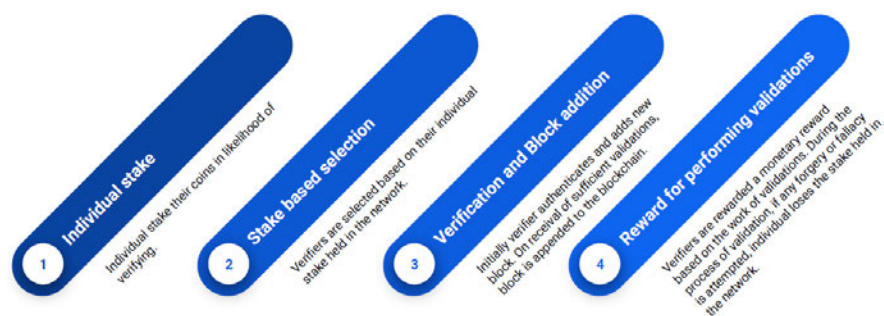 1
Individual stake
Individual stake their coins in likelihood of
verifying.
2
Stake based selection
Verifiers are selected based on their individual
stake held in the network.
3
Verification and Block addition
Initially verifier authenticates and adds new
block. On receival of sufficient validations,
block is appended to the blockchain.
4
Reward for performing validations
Verifiers are rewarded a monetary reward
based on the work of validations. During the
process of validation, if any forgery or fallacy
is attempted, individual loses the stake held in
the network.